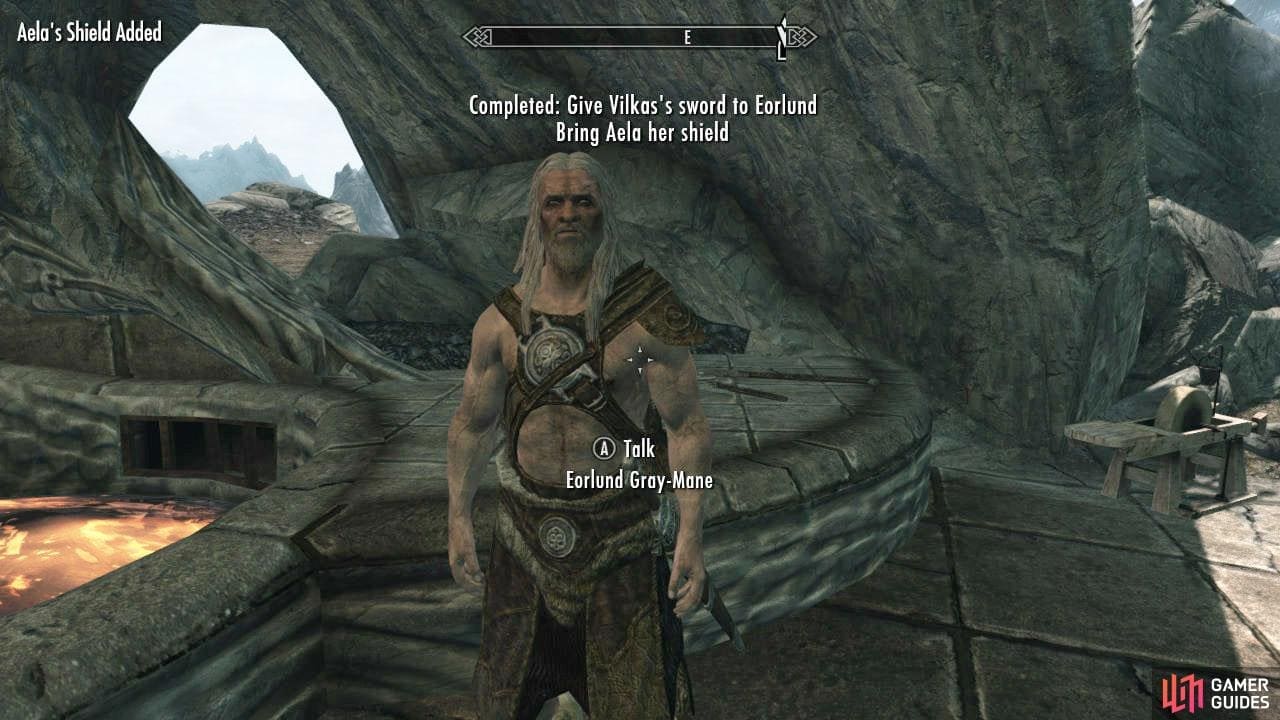 Aela's Shield Added
E
Completed: Give Vilkas's sword to Eorlund
Bring Aela her shield
A Talk
Eorlund Gray-Mane
GAMER
GUIDES